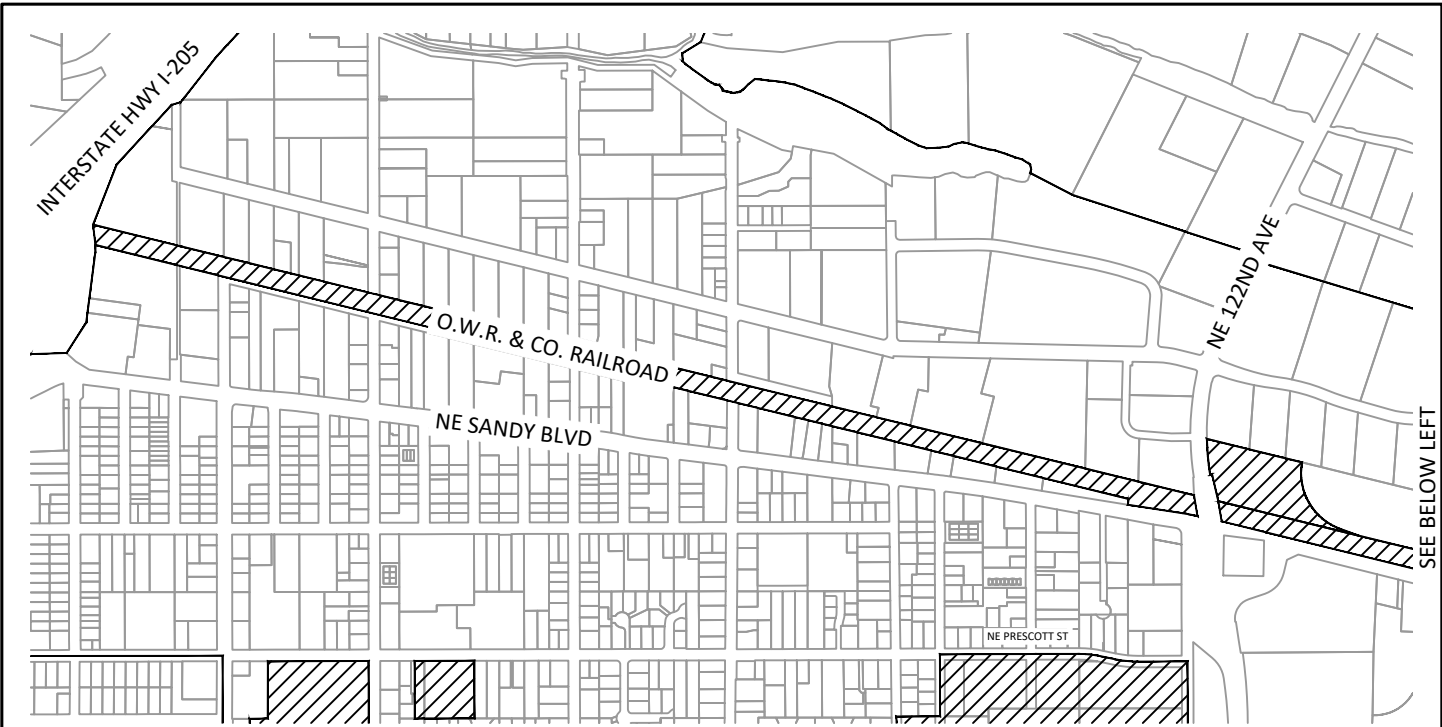 INTERSTATE HWY I-205
NE 122ND AVE
O.W.R. & CO. RAILROAD
NE SANDY BLVD
SEE BELOW LEFT
NE PRESCOTT ST